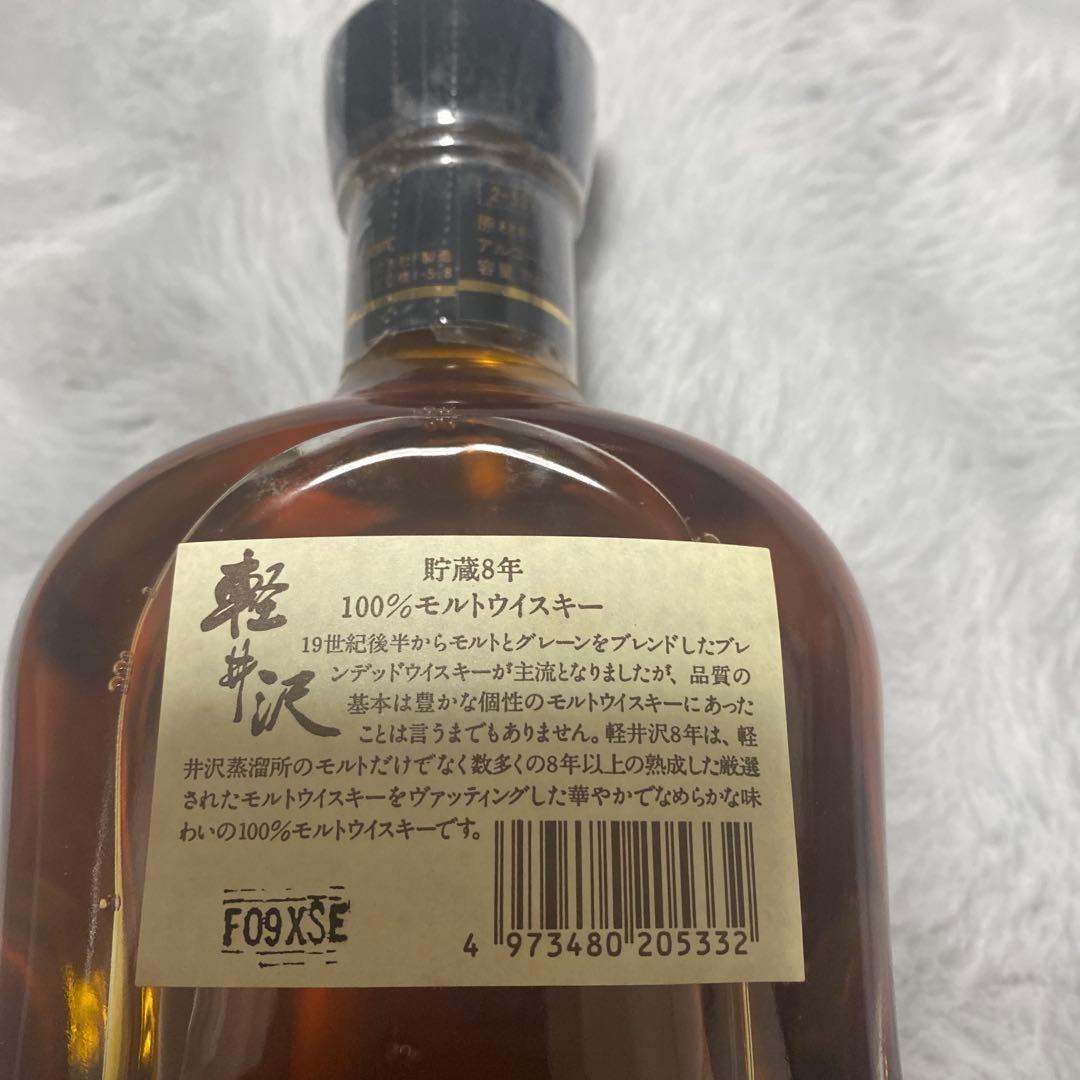 容量
アルコー
軽井沢
貯蔵8年
100%モルトウイスキー
19世紀後半からモルトとグレーンをブレンドしたブレ
ンデッドウイスキーが主流となりましたが、品質の
基本は豊かな個性のモルトウイスキーにあった
ことは言うまでもありません。軽井沢8年は、軽
井沢蒸溜所のモルトだけでなく数多くの8年以上の熟成した厳選
されたモルトウイスキーをヴァッティングした華やかでなめらかな味
わいの100%モルトウイスキーです。
F09XSE
4 973480 205332